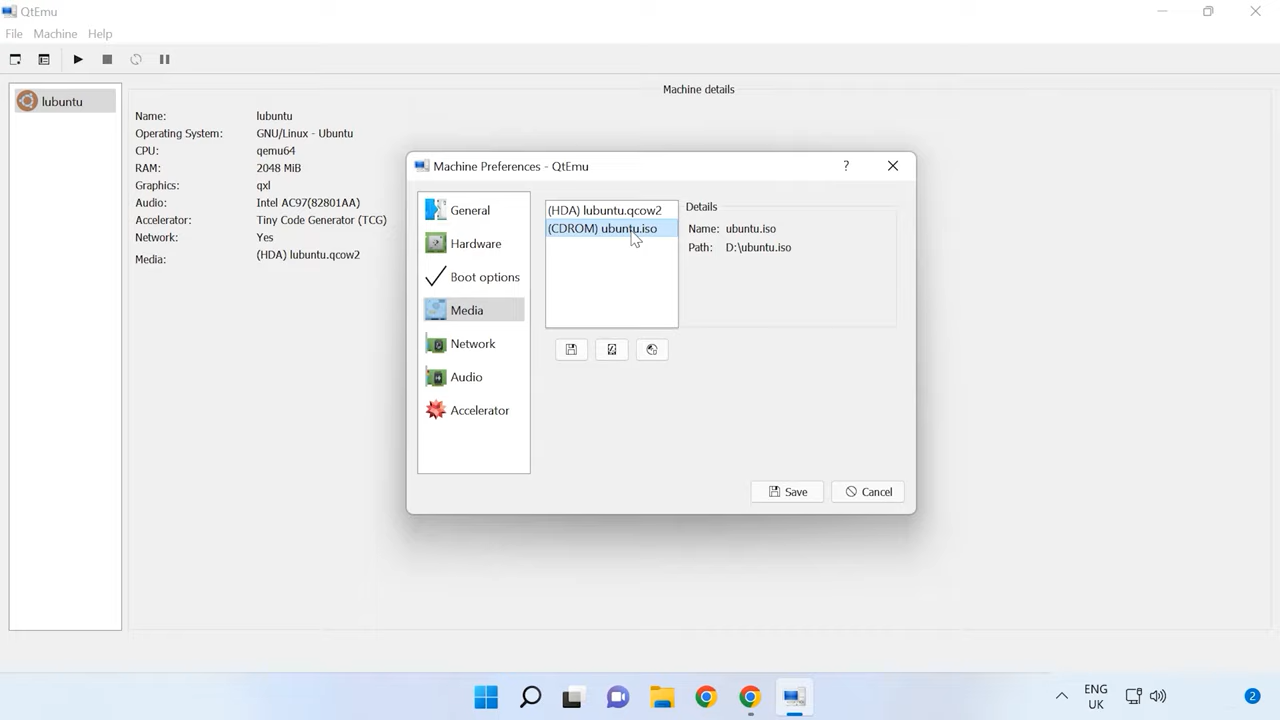 QtEmu
File Machine Help
lubuntu
Machine details
Name: lubuntu
Operating System: GNU/Linux - Ubuntu
CPU: qemu64
RAM: 2048 MiB
Graphics: qxl
Audio: Intel AC97(82801AA)
Accelerator: Tiny Code Generator (TCG)
Network: Yes
Media: (HDA) lubuntu.qcow2
Machine Preferences - QtEmu
?
General
Hardware
Boot options
Media
Network
Audio
Accelerator
(HDA) lubuntu.qcow2
(CDROM) ubuntu.iso
Details
Name: ubuntu.iso
Path: D:\ubuntu.iso
Save Cancel
ENG
UK
2